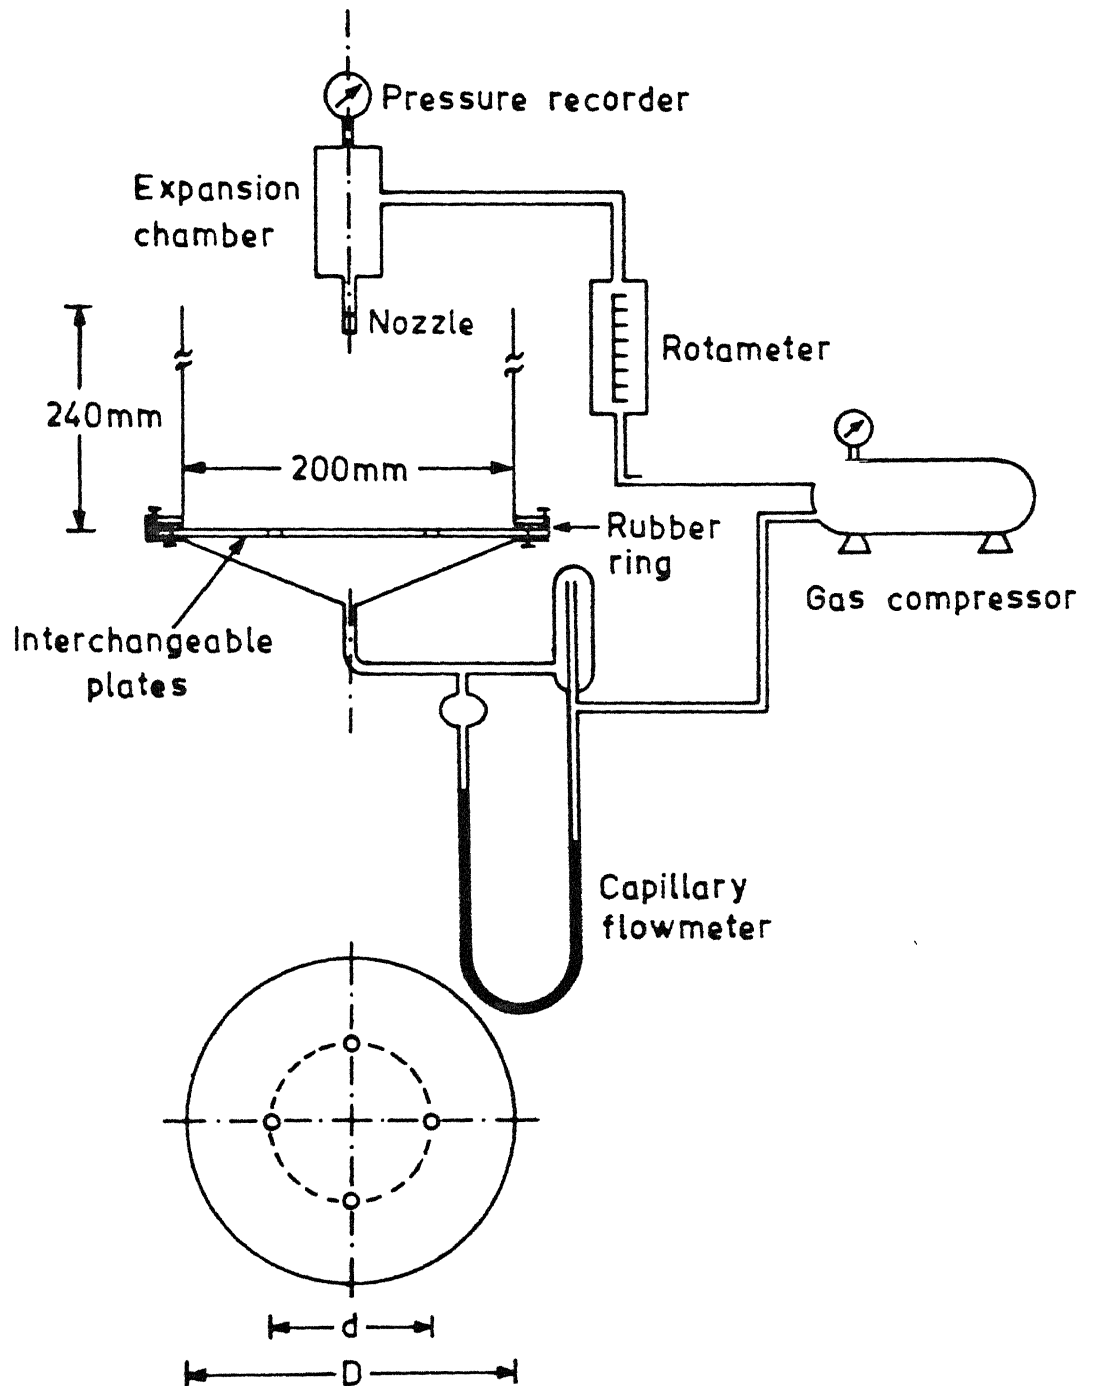 Pressure recorder
Expansion
chamber
Nozzle
Rotameter
240mm
200mm
Rubber
ring
Gas compressor
Interchangeable
plates
Capillary
flowmeter
d
D